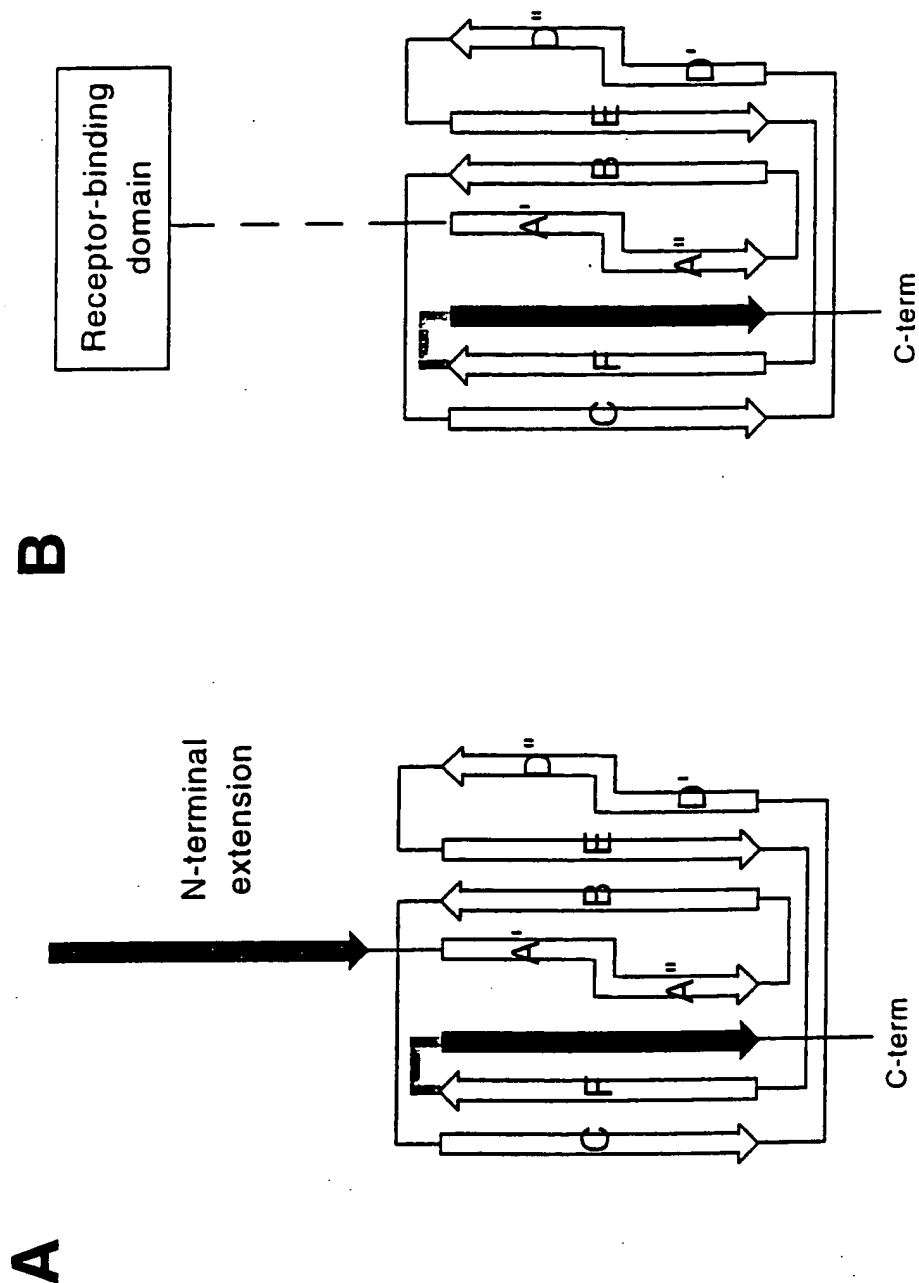 A
N-terminal
extension
A' D"
C F B E
A" D'
C-term
B
Receptor-binding
domain
A' D"
C F B E
A" D'
C-term